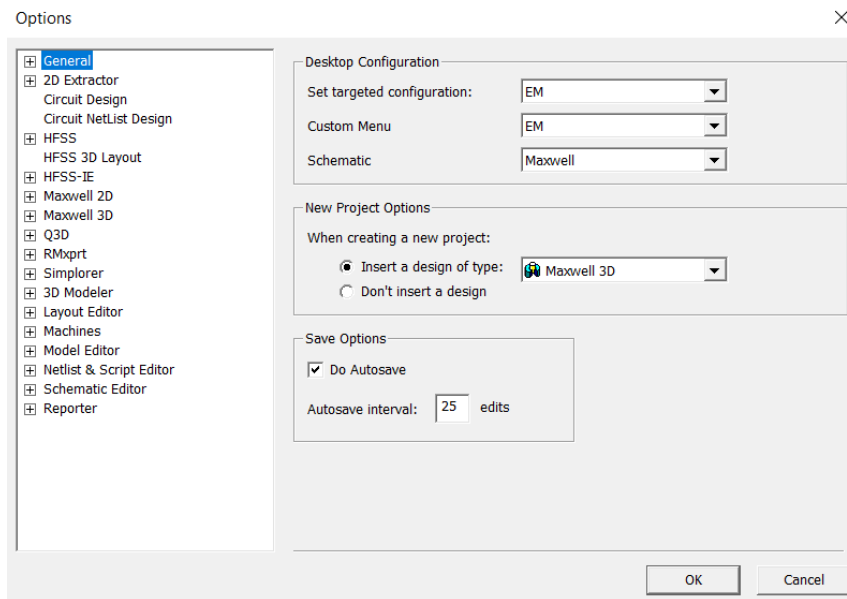 Options
General
2D Extractor
Circuit Design
Circuit NetList Design
HFSS
HFSS 3D Layout
HFSS-IE
Maxwell 2D
Maxwell 3D
Q3D
RMxprt
Simplorer
3D Modeler
Layout Editor
Machines
Model Editor
Netlist & Script Editor
Schematic Editor
Reporter
Desktop Configuration
Set targeted configuration: EM
Custom Menu EM
Schematic Maxwell
New Project Options
When creating a new project:
Insert a design of type: Maxwell 3D
Don't insert a design
Save Options
Do Autosave
Autosave interval: 25 edits
OK Cancel